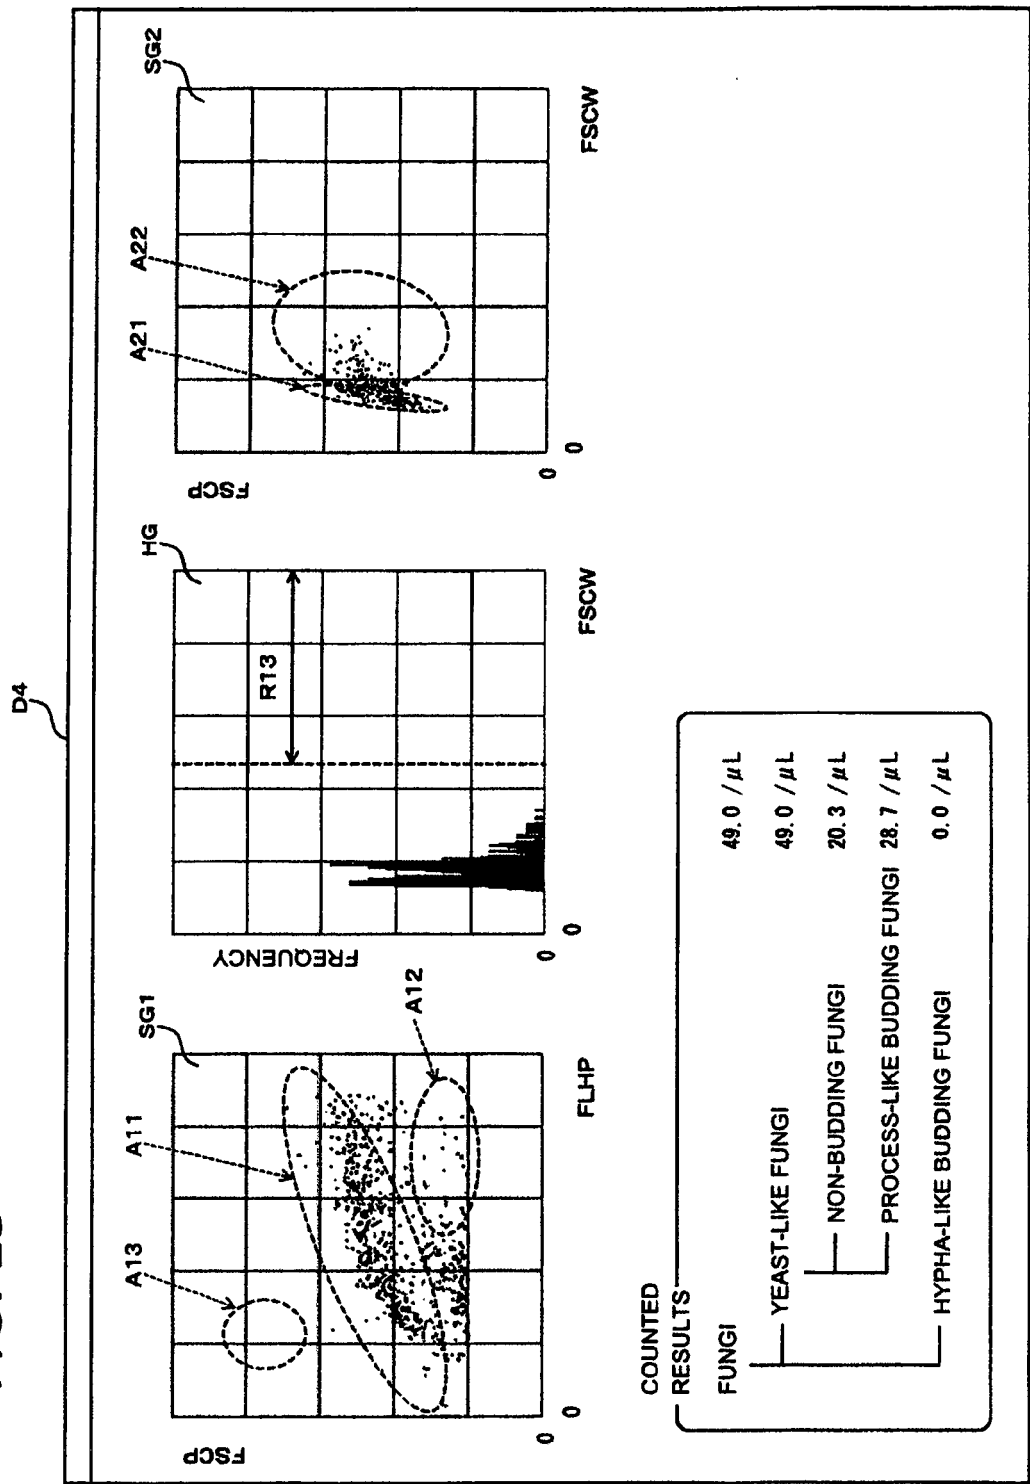 D4
SG1
HG
SG2
A13
A11
A12
A21
A22
R13
FSCP
0
0
FLHP
FREQUENCY
0
0
FSCW
FSCP
0
0
FSCW
COUNTED
RESULTS
FUNGI 49.0 /μL
YEAST-LIKE FUNGI 49.0 /μL
NON-BUDDING FUNGI 20.3 /μL
PROCESS-LIKE BUDDING FUNGI 28.7 /μL
HYPHA-LIKE BUDDING FUNGI 0.0 /μL